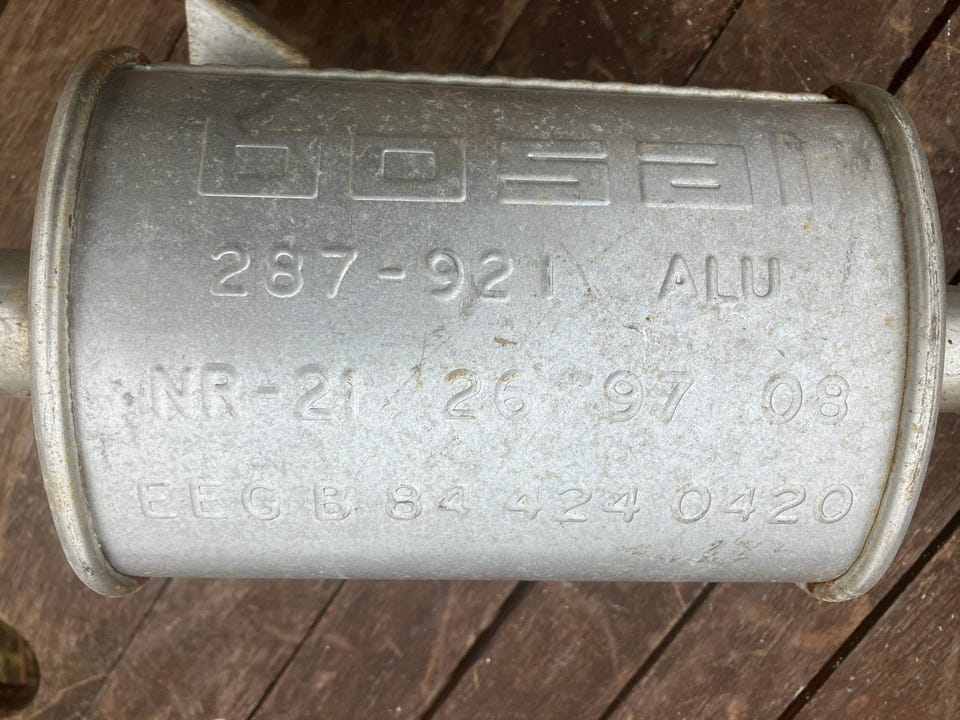 bosal
287-921 ALU
NR-21 26 97 08
EEG B 84 424 0420